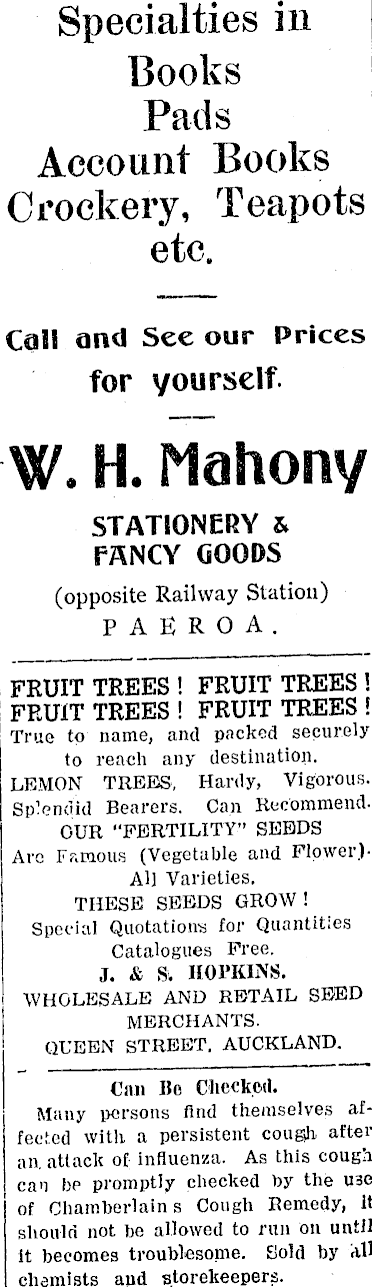 Specialties in
Books
Pads
Account Books
Crockery, Teapots
etc.
Call and See our Prices
for yourself.
W. H. Mahony
STATIONERY &
FANCY GOODS
(opposite Railway Station)
PAEROA.
FRUIT TREES! FRUIT TREES!
FRUIT TREES! FRUIT TREES!
True to name, and packed securely
to reach any destination.
LEMON TREES, Hardy, Vigorous.
Splendid Bearers. Can Recommend.
OUR "FERTILITY" SEEDS
Are Famous (Vegetable and Flower).
All Varieties.
THESE SEEDS GROW!
Special Quotations for Quantities
Catalogues Free.
J. & S. HOPKINS.
WHOLESALE AND RETAIL SEED
MERCHANTS.
QUEEN STREET, AUCKLAND.
Can Be Checked.
Many persons find themselves af-
fected with a persistent cough after
an attack of influenza. As this cough
can be promptly checked by the use
of Chamberlain s Cough Remedy, it
should not be allowed to run on until
it becomes troublesome. Sold by all
chemists and storekeepers.